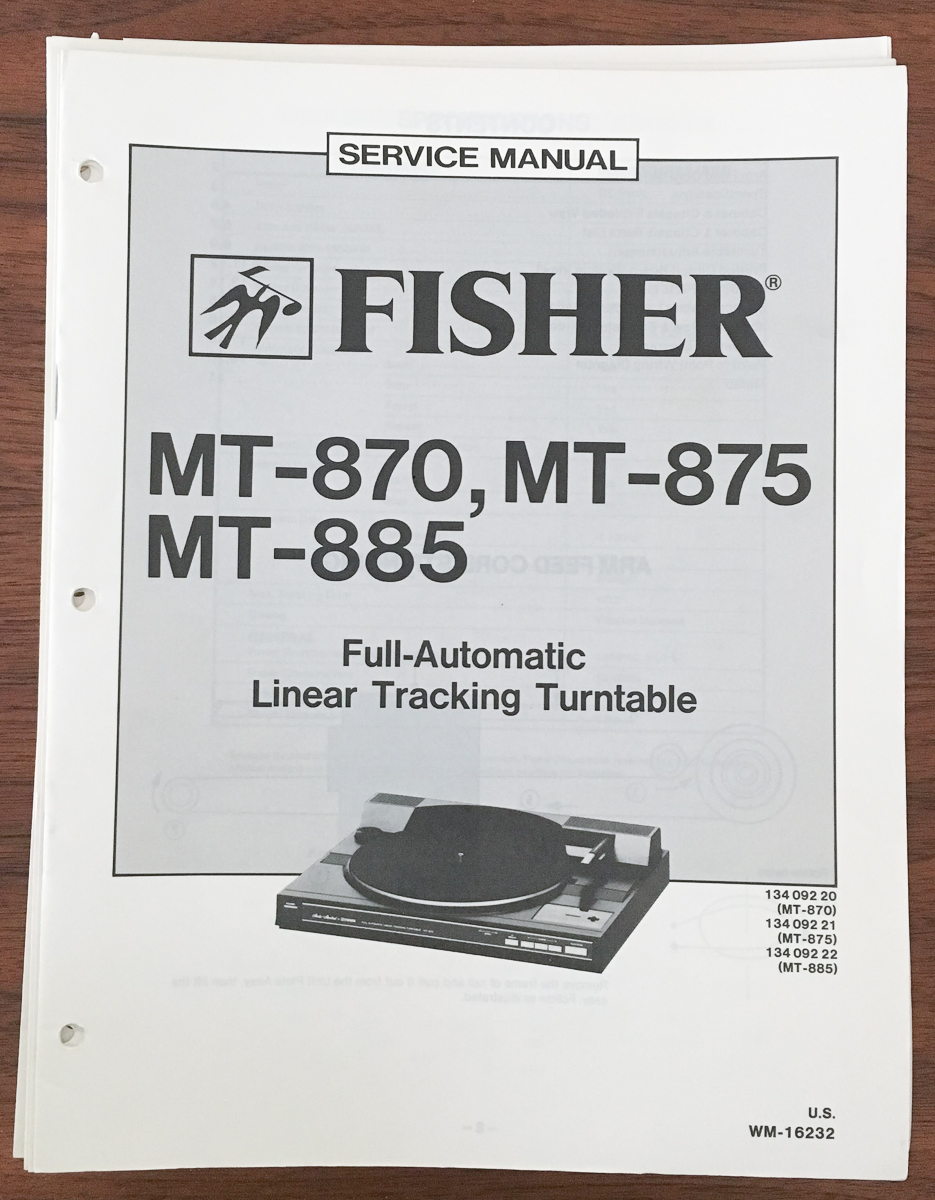 SERVICE MANUAL
FISHER®
MT-870, MT-875
MT-885
Full-Automatic
Linear Tracking Turntable
134 092 20
(MT-870)
134 092 21
(MT-875)
134 092 22
(MT-885)
U.S.
WM-16232